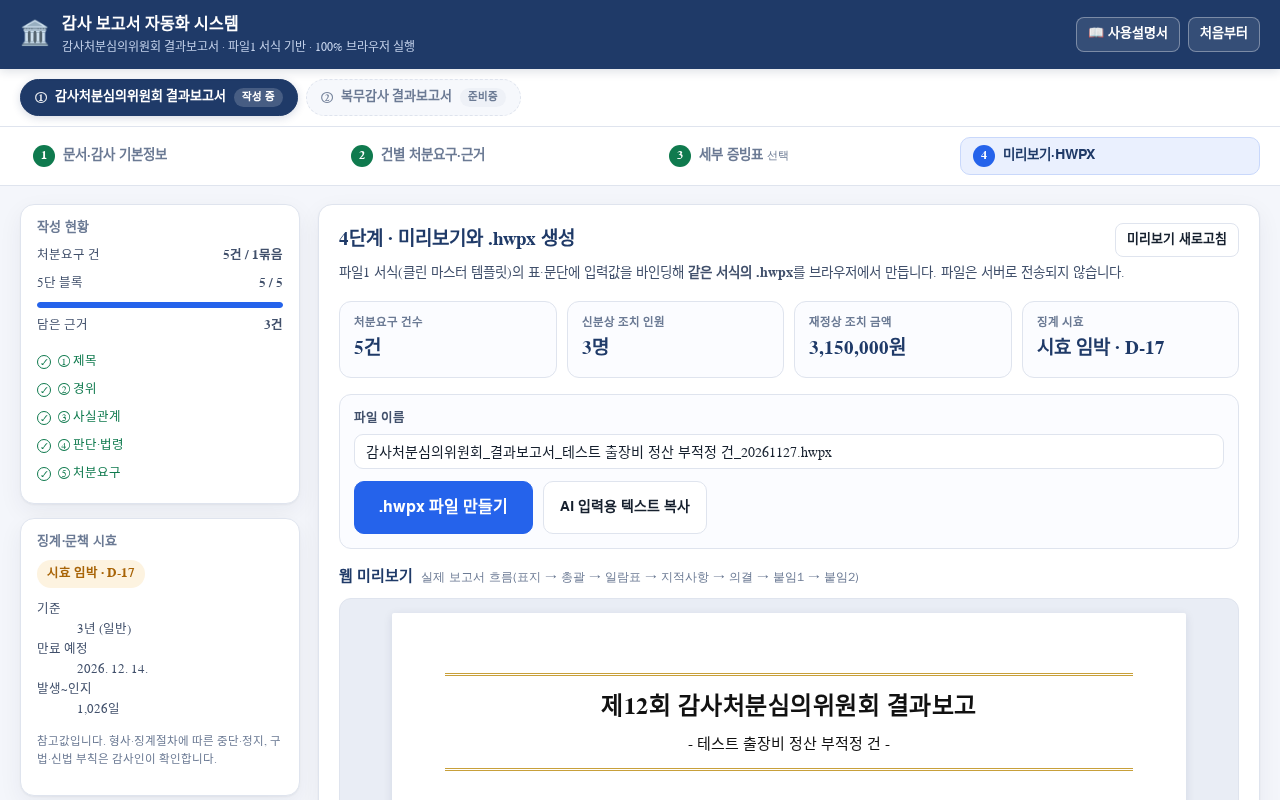 감사 보고서 자동화 시스템
감사처분심의위원회 결과보고서 · 파일1 서식 기반 · 100% 브라우저 실행
📖 사용설명서
처음부터
① 감사처분심의위원회 결과보고서 작성 중
② 복무감사 결과보고서 준비중
1 문서·감사 기본정보
2 건별 처분요구·근거
3 세부 증빙표 선택
4 미리보기·HWPX
작성 현황
처분요구 건 5건 / 1묶음
5단 블록 5 / 5
담은 근거 3건
✓ ① 제목
✓ ② 경위
✓ ③ 사실관계
✓ ④ 판단·법령
✓ ⑤ 처분요구
징계·문책 시효
시효 임박 · D-17
기준
3년 (일반)
만료 예정
2026. 12. 14.
발생~인지
1,026일
참고값입니다. 형사·징계절차에 따른 중단·정지, 구
법·신법 부칙은 감사인이 확인합니다.
4단계 · 미리보기와 .hwpx 생성
미리보기 새로고침
파일1 서식(클린 마스터 템플릿)의 표·문단에 입력값을 바인딩해 같은 서식의 .hwpx를 브라우저에서 만듭니다. 파일은 서버로 전송되지 않습니다.
처분요구 건수
5건
신분상 조치 인원
3명
재정상 조치 금액
3,150,000원
징계 시효
시효 임박 · D-17
파일 이름
감사처분심의위원회_결과보고서_테스트 출장비 정산 부적정 건_20261127.hwpx
.hwpx 파일 만들기
AI 입력용 텍스트 복사
웹 미리보기 실제 보고서 흐름(표지 → 총괄 → 일람표 → 지적사항 → 의결 → 붙임1 → 붙임2)
제12회 감사처분심의위원회 결과보고
- 테스트 출장비 정산 부적정 건 -